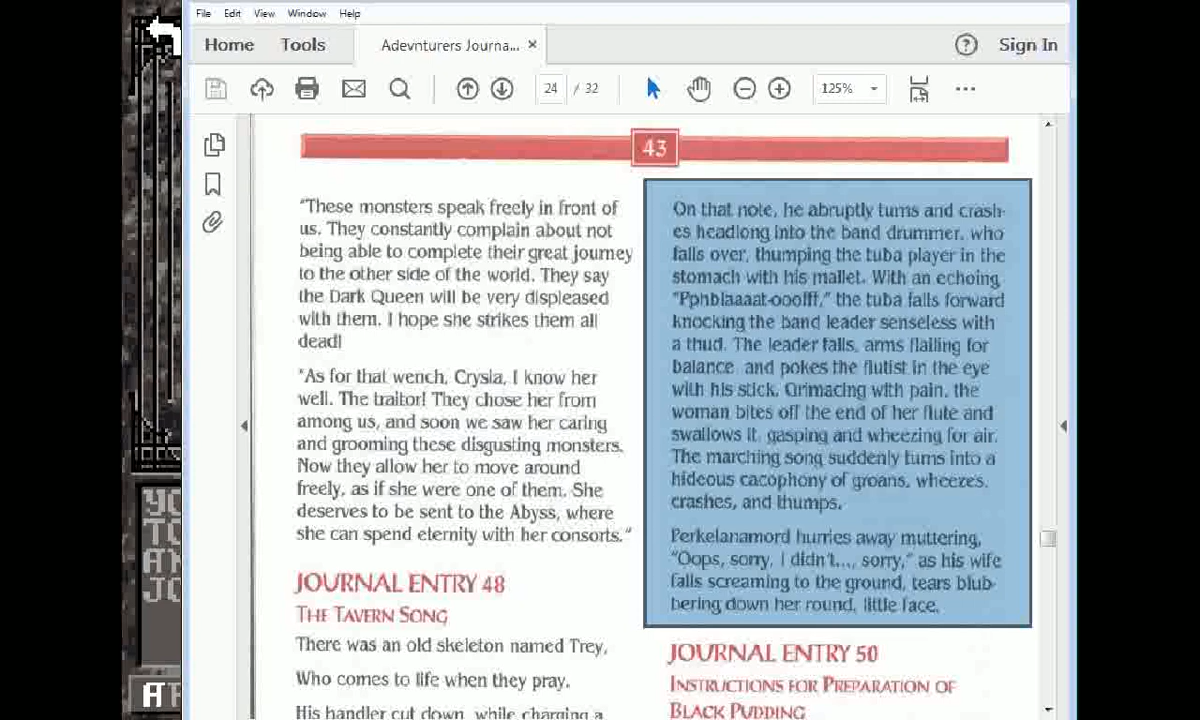 File Edit View Window Help
Home Tools Adevnturers Journa... × ? Sign In
24 / 32 125%
43
"These monsters speak freely in front of
us. They constantly complain about not
being able to complete their great journey
to the other side of the world. They say
the Dark Queen will be very displeased
with them. I hope she strikes them all
dead!
"As for that wench, Crysia, I know her
well. The traitor! They chose her from
among us, and soon we saw her caring
and grooming these disgusting monsters.
Now they allow her to move around
freely, as if she were one of them. She
deserves to be sent to the Abyss, where
she can spend eternity with her consorts."
JOURNAL ENTRY 48
THE TAVERN SONG
There was an old skeleton named Trey,
Who comes to life when they pray.
His handler cut down, while charging a
On that note, he abruptly turns and crash-
es headlong into the band drummer, who
falls over, thumping the tuba player in the
stomach with his mallet. With an echoing
"Pphblaaaat-ooolff," the tuba falls forward
knocking the band leader senseless with
a thud. The leader falls, arms flailing for
balance, and pokes the flutist in the eye
with his stick. Grimacing with pain, the
woman bites off the end of her flute and
swallows it, gasping and wheezing for air.
The marching song suddenly turns into a
hideous cacophony of groans, wheezes,
crashes, and thumps.
Perkelanamord hurries away muttering,
"Oops, sorry, I didn't..., sorry," as his wife
falls screaming to the ground, tears blub-
bering down her round, little face.
JOURNAL ENTRY 50
INSTRUCTIONS FOR PREPARATION OF
BLACK PUDDING
YO
TO
AN
JO
A